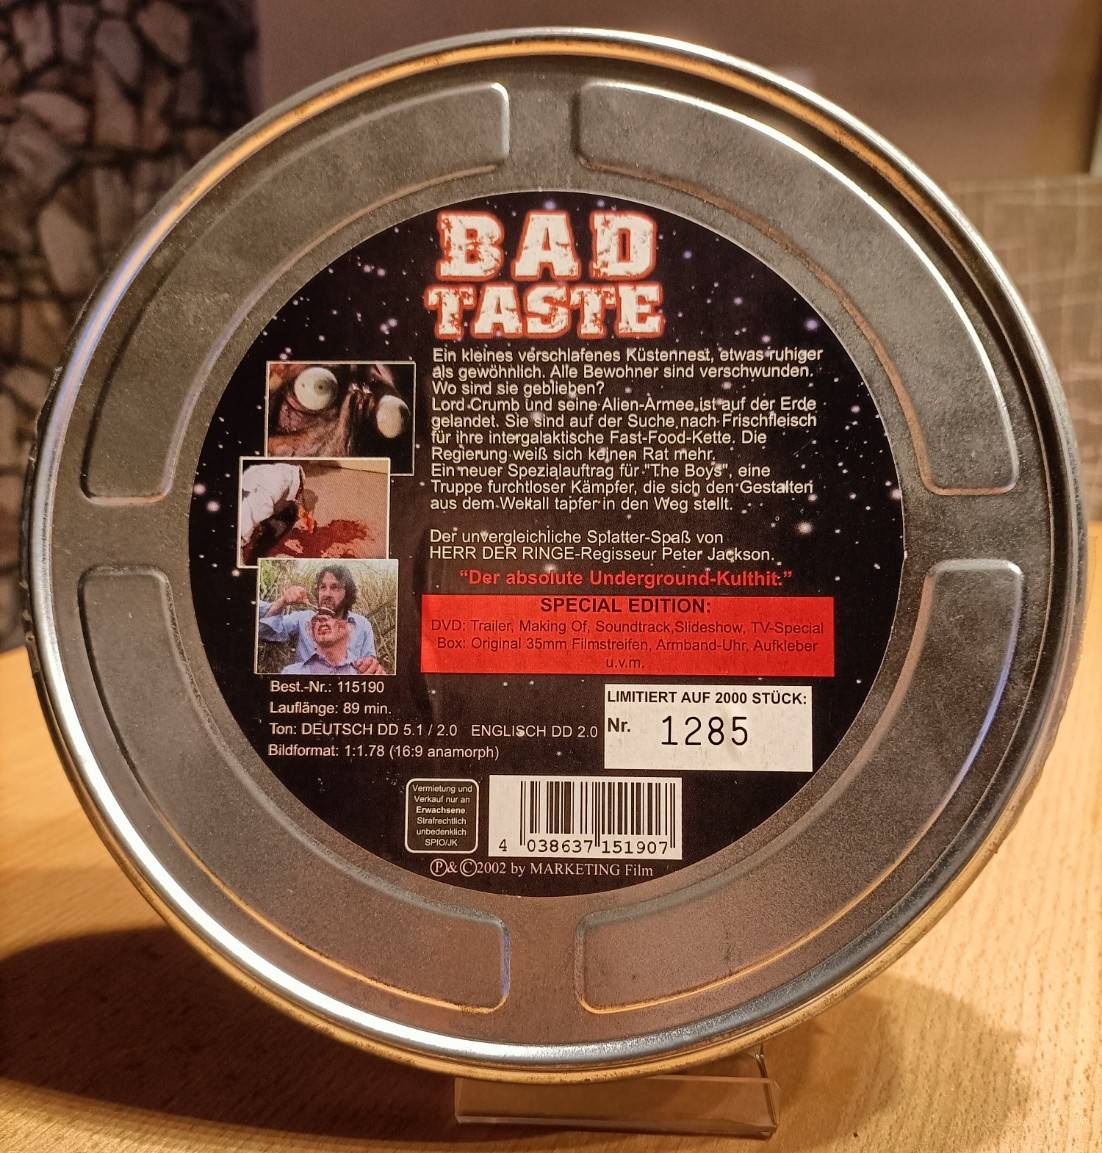 BAD
TASTE
Ein kleines verschlafenes Küstennest, etwas ruhiger
als gewöhnlich. Alle Bewohner sind verschwunden.
Wo sind sie geblieben?
Lord Crumb und seine Alien-Armee ist auf der Erde
gelandet. Sie sind auf der Suche nach Frischfleisch
für ihre intergalaktische Fast-Food-Kette. Die
Regierung weiß sich keinen Rat mehr.
Ein neuer Spezialauftrag für "The Boys", eine
Truppe furchtloser Kämpfer, die sich den Gestalten
aus dem Weltall tapfer in den Weg stellt.
Der unvergleichliche Splatter-Spaß von
HERR DER RINGE-Regisseur Peter Jackson.
"Der absolute Underground-Kulthit."
SPECIAL EDITION:
DVD: Trailer, Making Of, Soundtrack,Slideshow, TV-Special
Box: Original 35mm Filmstreifen, Armband-Uhr, Aufkleber
u.v.m.
Best.-Nr.: 115190
Lauflänge: 89 min.
Ton: DEUTSCH DD 5.1 / 2.0 ENGLISCH DD 2.0
Bildformat: 1:1.78 (16:9 anamorph)
LIMITIERT AUF 2000 STÜCK:
Nr. 1285
Vermietung und
Verkauf nur an
Erwachsene.
Strafrechtlich
unbedenklich
SPIO/JK
4 038637 151907
Ⓟ&Ⓒ2002 by MARKETING Film